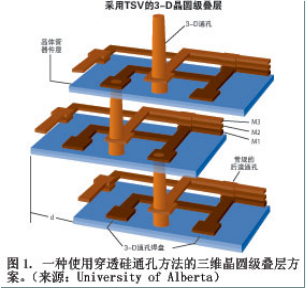 采用TSV的3-D晶圆级叠层
3-D通孔
晶体管
器件层
M3
M2
M1
常规的
后道通孔
d
3-D通孔焊盘
图 1. 一种使用穿透硅通孔方法的三维晶圆级叠层方
案。(来源: University of Alberta)